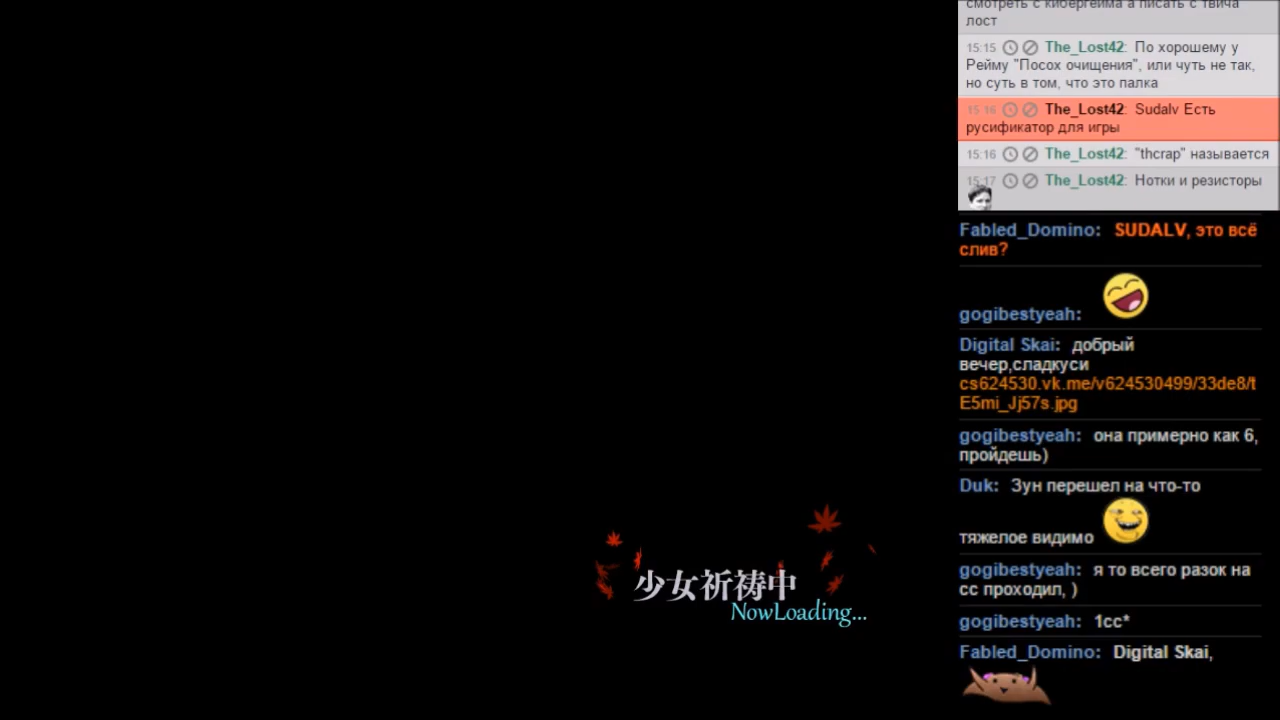 смотреть с кибергейма а писать с твича
лост
15:15 The_Lost42: По хорошему у
Рейму "Посох очищения", или чуть не так,
но суть в том, что это палка
15:16 The_Lost42: Sudalv Есть
русификатор для игры
15:16 The_Lost42: "thcrap" называется
15:17 The_Lost42: Нотки и резисторы
Fabled_Domino: SUDALV, это всё
слив?
gogibestyeah:
Digital Skai: добрый
вечер,сладкуси
cs624530.vk.me/v624530499/33de8/t
E5mi_Jj57s.jpg
gogibestyeah: она примерно как 6,
пройдешь)
Duk: Зун перешел на что-то
тяжелое видимо
gogibestyeah: я то всего разок на
сс проходил, )
gogibestyeah: 1cc*
Fabled_Domino: Digital Skai,
少女祈祷中
NowLoading...